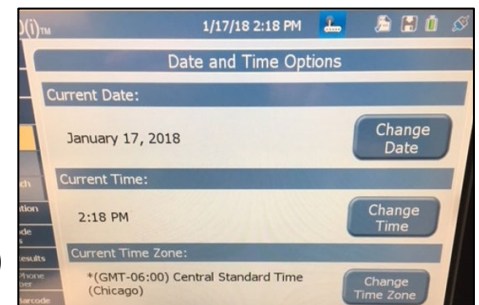 (i)™
1/17/18 2:18 PM
Date and Time Options
Current Date:
January 17, 2018
Change
Date
Current Time:
2:18 PM
Change
Time
Current Time Zone:
*(GMT-06:00) Central Standard Time
(Chicago)
Change
Time Zone